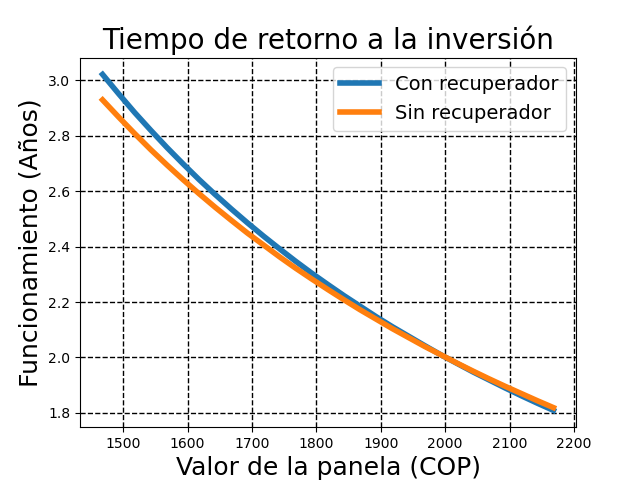 Tiempo de retorno a la inversión
Con recuperador
Sin recuperador
Funcionamiento (Años)
3.0
2.8
2.6
2.4
2.2
2.0
1.8
1500 1600 1700 1800 1900 2000 2100 2200
Valor de la panela (COP)